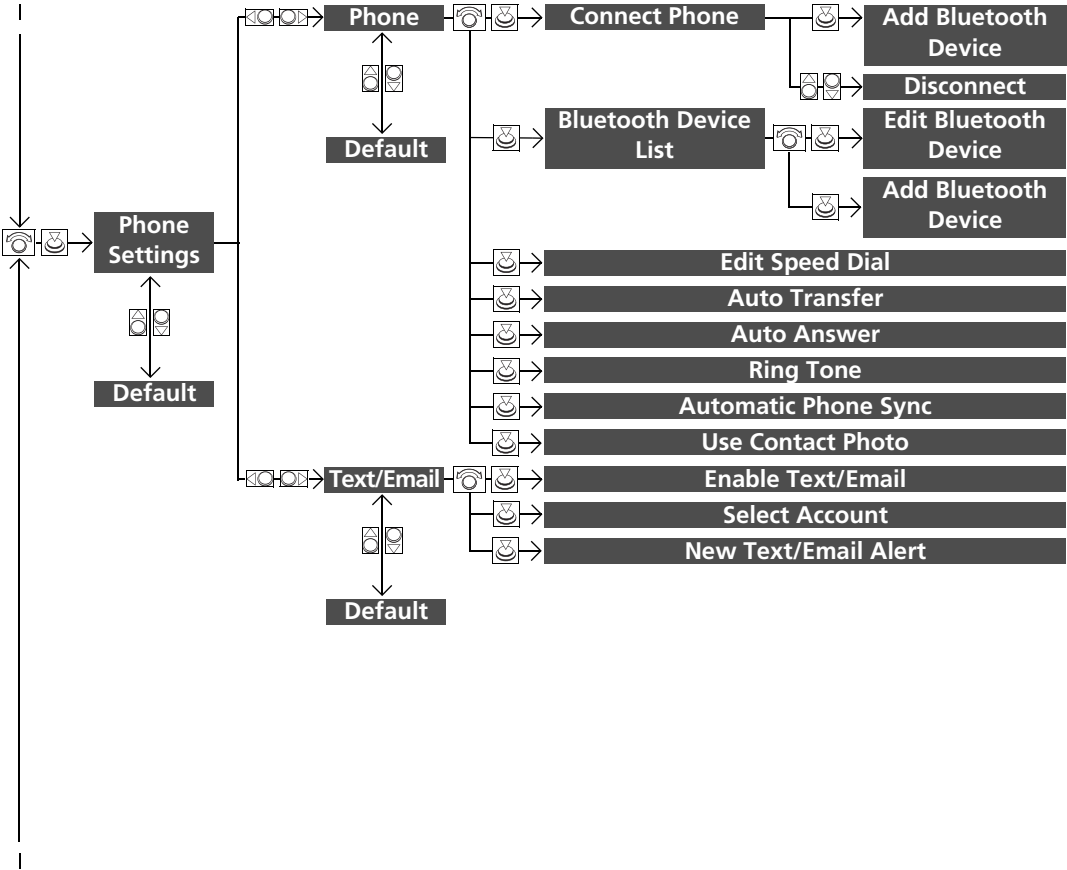 Phone
Connect Phone
Add Bluetooth
Device
Disconnect
Default
Bluetooth Device
List
Edit Bluetooth
Device
Add Bluetooth
Device
Phone
Settings
Default
Edit Speed Dial
Auto Transfer
Auto Answer
Ring Tone
Automatic Phone Sync
Use Contact Photo
Text/Email
Enable Text/Email
Select Account
New Text/Email Alert
Default